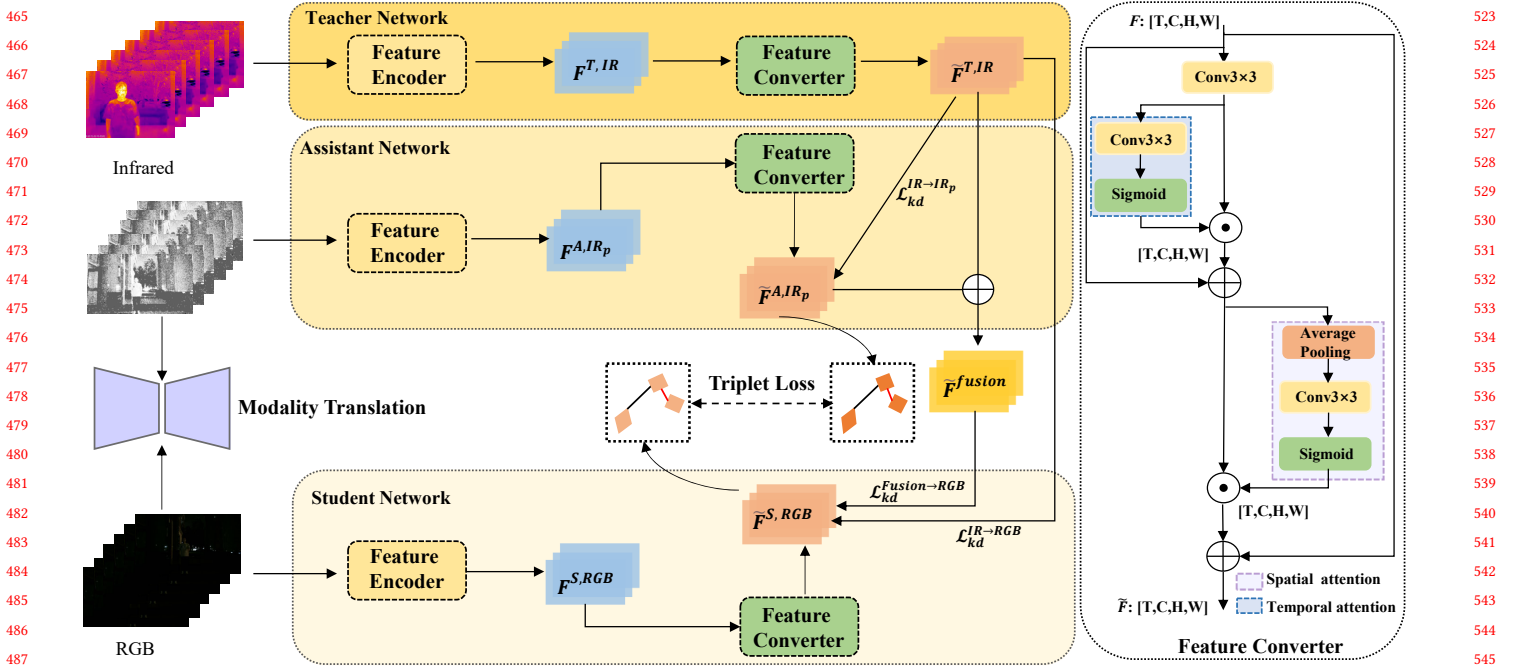 465
466
467
468
469
470
471
472
473
474
475
476
477
478
479
480
481
482
483
484
485
486
487
Infrared
Modality Translation
RGB
Teacher Network
Feature
Encoder
F^{T, IR}
Feature
Converter
F̃^{T,IR}
Assistant Network
Feature
Encoder
F^{A,IR_p}
Feature
Converter
F̃^{A,IR_p}
ℒ_{kd}^{IR→IR_p}
Triplet Loss
F̃^{fusion}
Student Network
Feature
Encoder
F^{S,RGB}
Feature
Converter
F̃^{S, RGB}
ℒ_{kd}^{Fusion→RGB}
ℒ_{kd}^{IR→RGB}
F: [T,C,H,W]
Conv3×3
Conv3×3
Sigmoid
[T,C,H,W]
Average
Pooling
Conv3×3
Sigmoid
[T,C,H,W]
Spatial attention
Temporal attention
F̃: [T,C,H,W]
Feature Converter
523
524
525
526
527
528
529
530
531
532
533
534
535
536
537
538
539
540
541
542
543
544
545